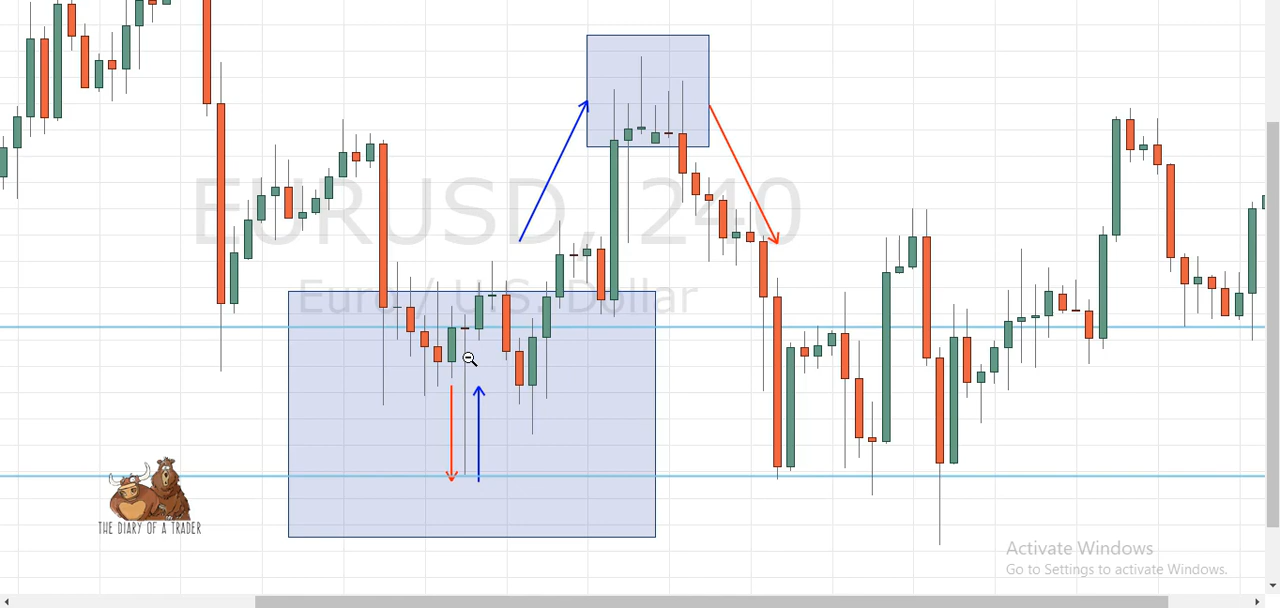 EURUSD, 240
Euro / U.S. Dollar
THE DIARY OF A TRADER
Activate Windows
Go to Settings to activate Windows.